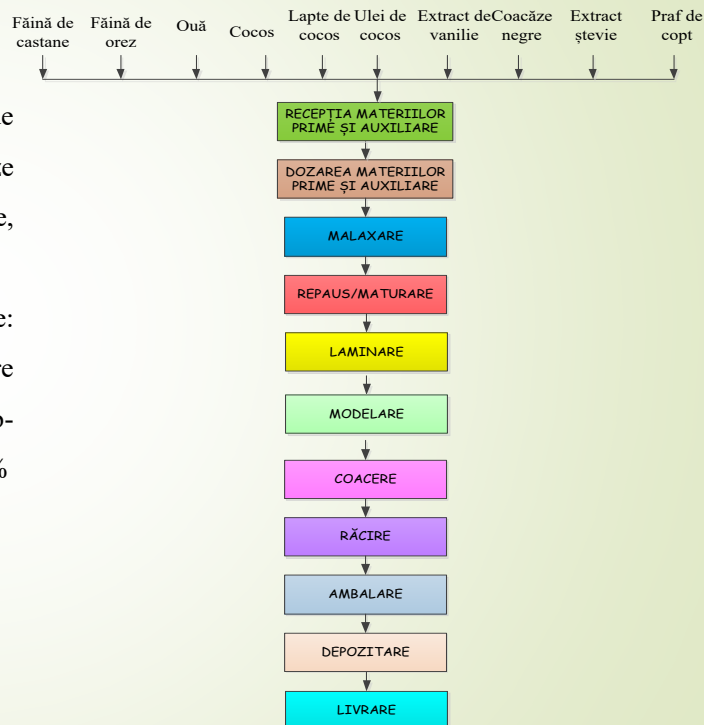 Făină de castane
Făină de orez
Ouă
Cocos
Lapte de cocos
Ulei de cocos
Extract de vanilie
Coacăze negre
Extract ștevie
Praf de copt
e
ze
e,
e:
re
o-
%
RECEPȚIA MATERIILOR
PRIME ȘI AUXILIARE
DOZAREA MATERIILOR
PRIME ȘI AUXILIARE
MALAXARE
REPAUS/MATURARE
LAMINARE
MODELARE
COACERE
RĂCIRE
AMBALARE
DEPOZITARE
LIVRARE